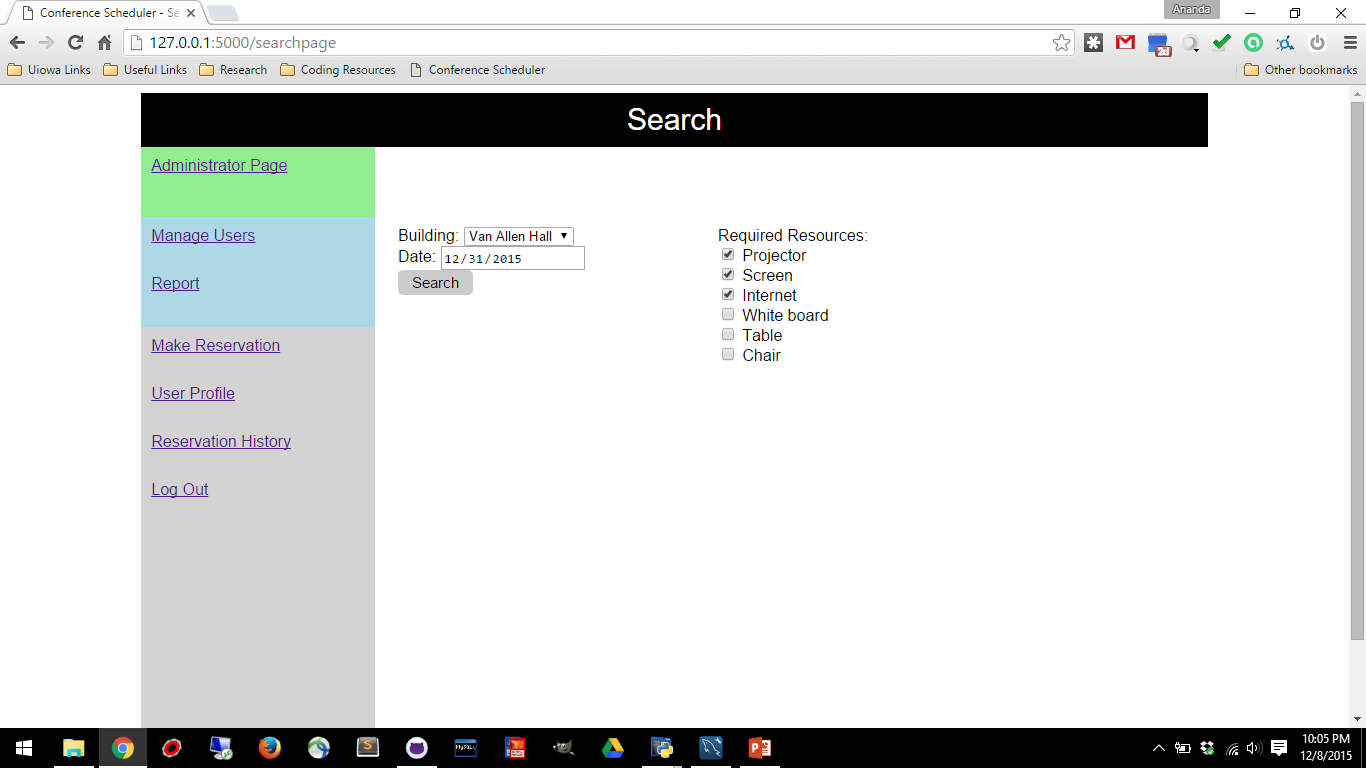 Conference Scheduler - Se
Ananda
127.0.0.1:5000/searchpage
Uiowa Links
Useful Links
Research
Coding Resources
Conference Scheduler
Other bookmarks
Search
Administrator Page
Manage Users
Report
Make Reservation
User Profile
Reservation History
Log Out
Building: Van Allen Hall
Date: 12/31/2015
Search
Required Resources:
Projector
Screen
Internet
White board
Table
Chair
10:05 PM
12/8/2015